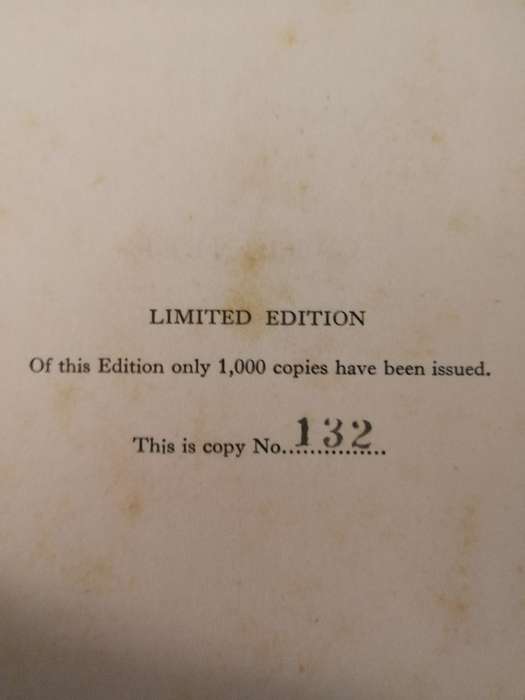 LIMITED EDITION
Of this Edition only 1,000 copies have been issued.
This is copy No..132..............